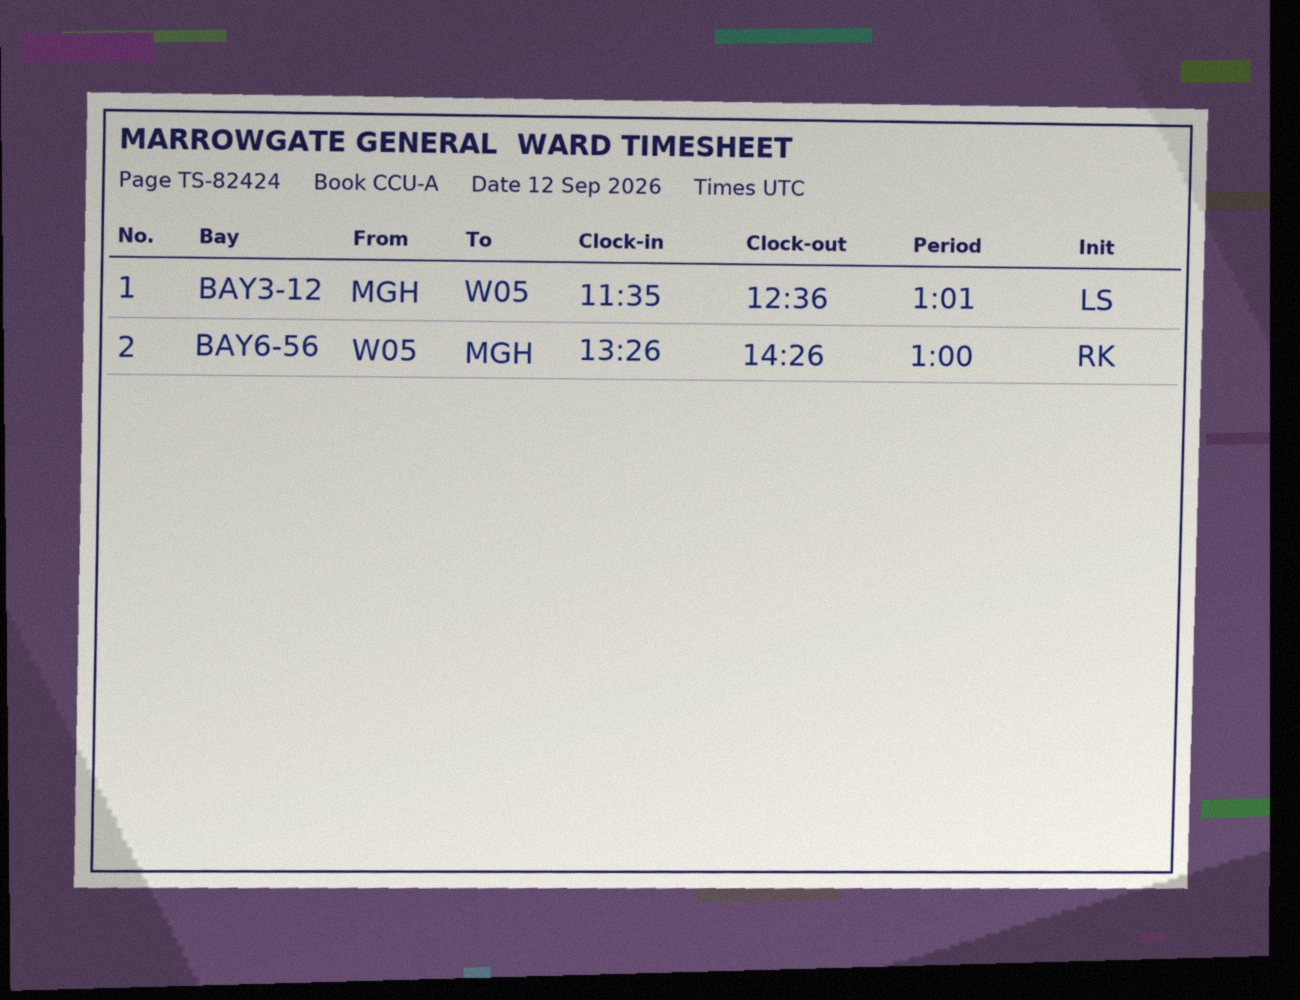 MARROWGATE GENERAL WARD TIMESHEET
Page TS-82424 Book CCU-A Date 12 Sep 2026 Times UTC
No. Bay From To Clock-in Clock-out Period Init
1 BAY3-12 MGH W05 11:35 12:36 1:01 LS
2 BAY6-56 W05 MGH 13:26 14:26 1:00 RK